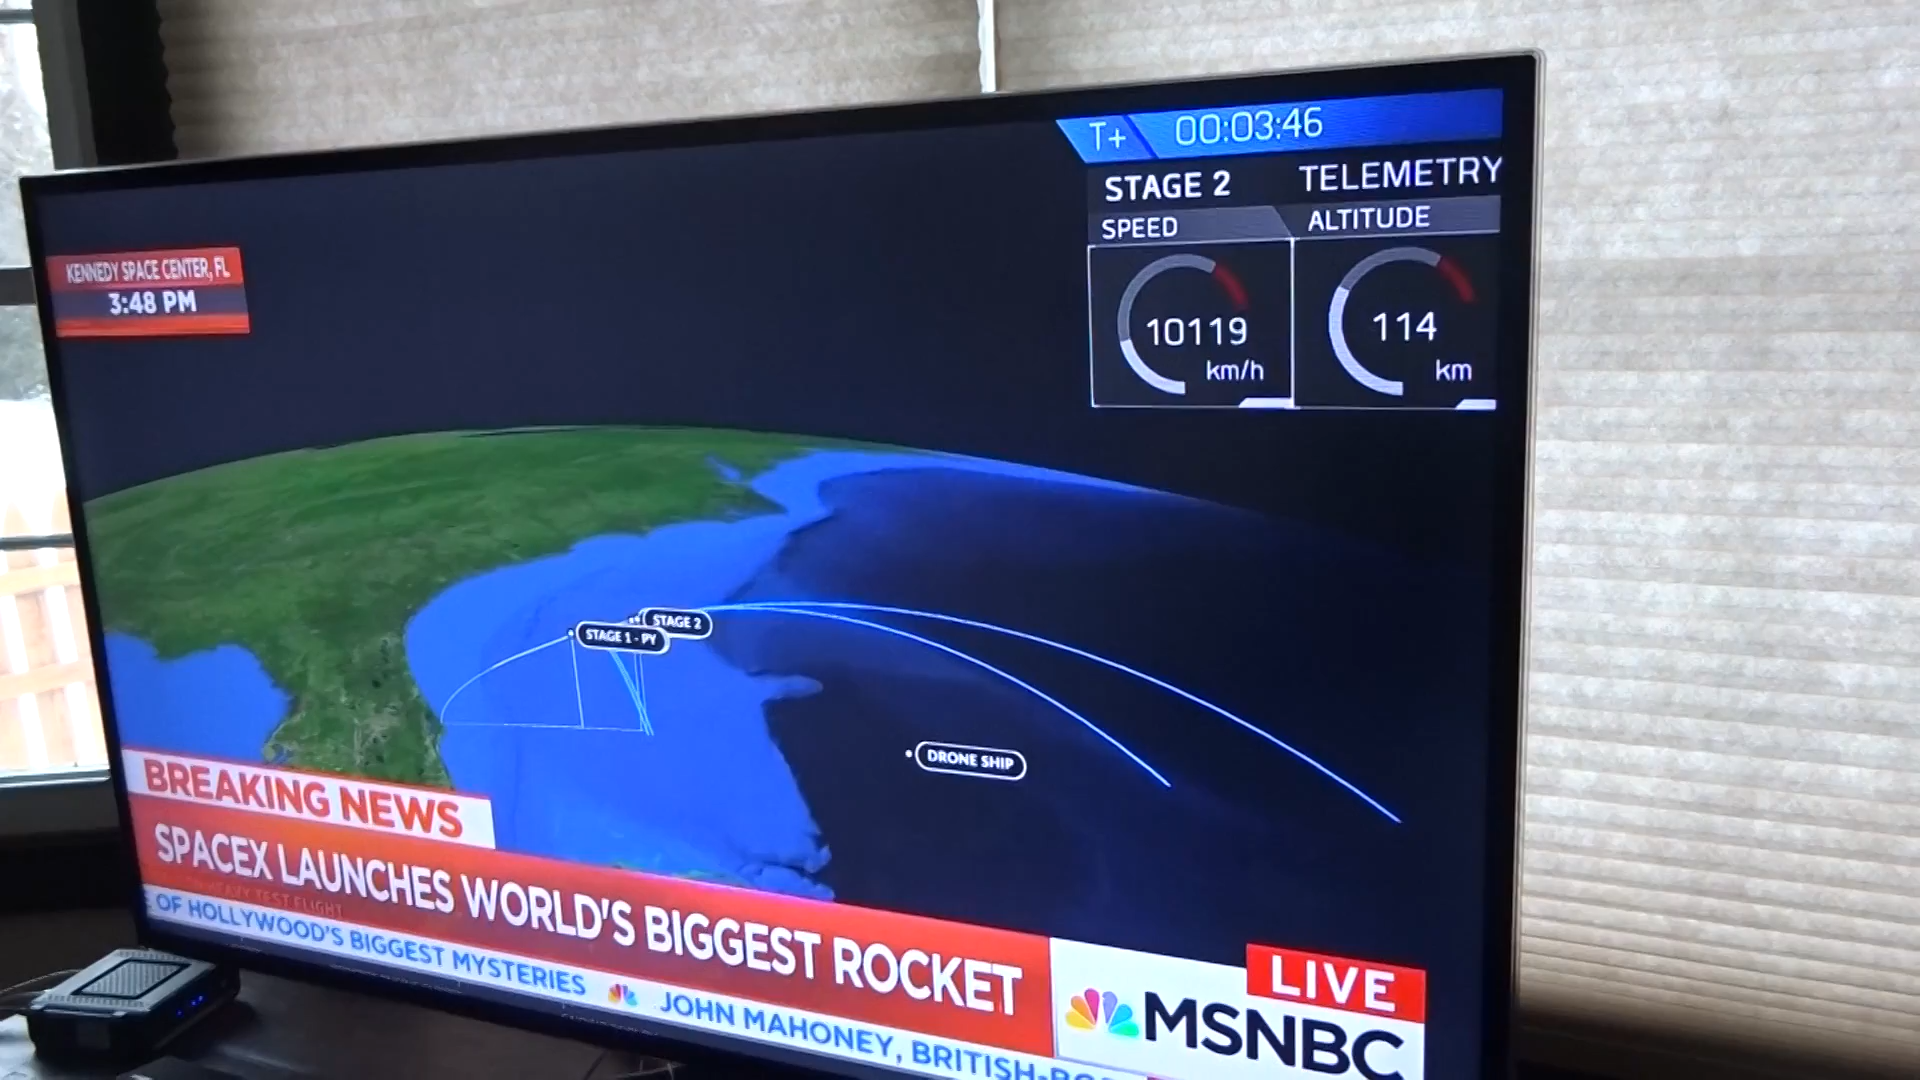 T+ 00:03:46
STAGE 2 TELEMETRY
SPEED ALTITUDE
10119 114
km/h km
KENNEDY SPACE CENTER, FL
3:48 PM
STAGE 2
STAGE 1 - PY
DRONE SHIP
BREAKING NEWS
SPACEX LAUNCHES WORLD'S BIGGEST ROCKET
TEST FLIGHT
OF HOLLYWOOD'S BIGGEST MYSTERIES JOHN MAHONEY,
LIVE
MSNBC